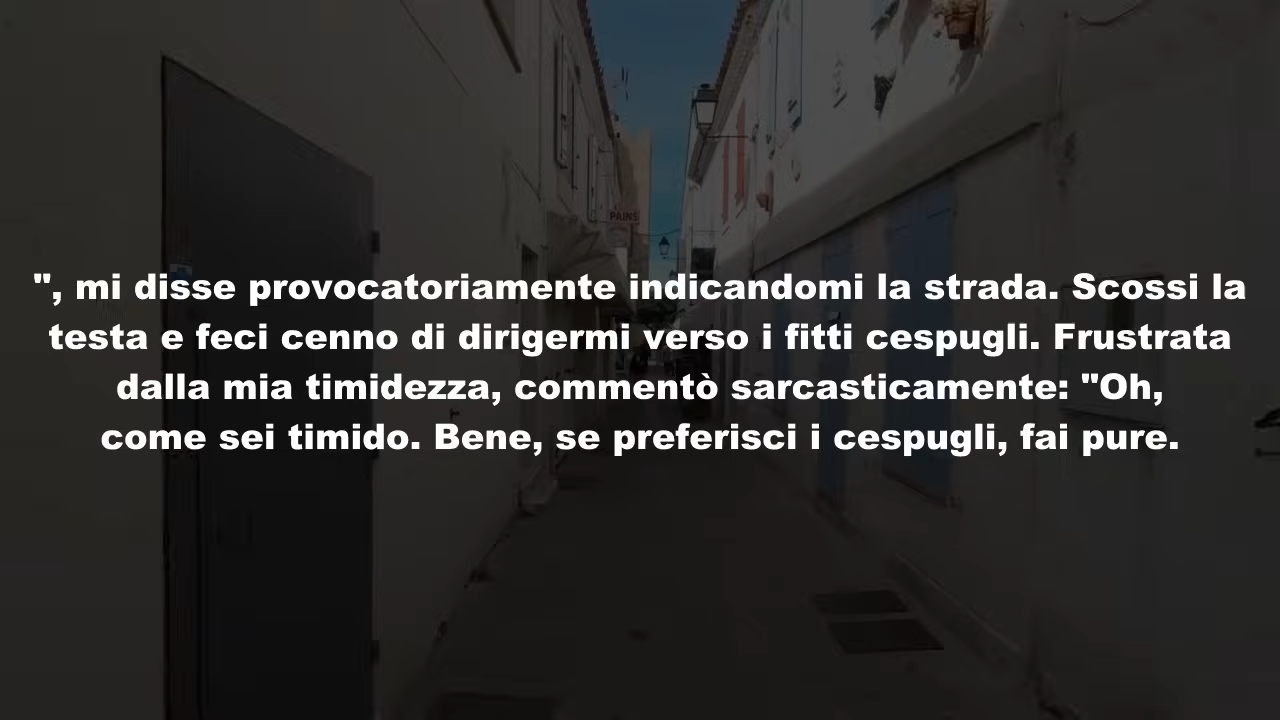 PAINS
", mi disse provocatoriamente indicandomi la strada. Scossi la
testa e feci cenno di dirigermi verso i fitti cespugli. Frustrata
dalla mia timidezza, commentò sarcasticamente: "Oh,
come sei timido. Bene, se preferisci i cespugli, fai pure.